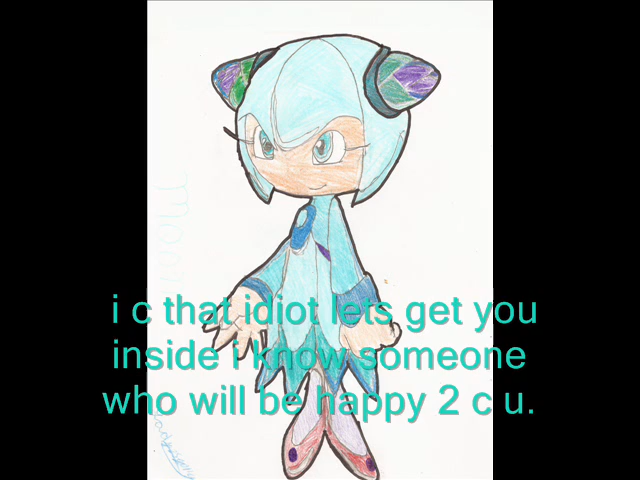 i c that idiot lets get you
inside i know someone
who will be happy 2 c u.